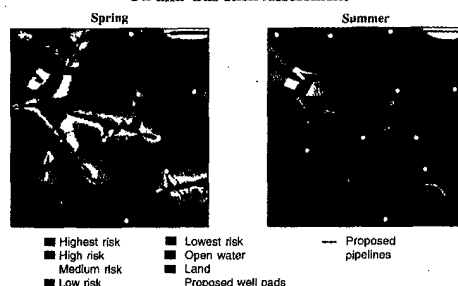 Spring Summer
Highest risk Lowest risk Proposed
High risk Open water pipelines
Medium risk Land
Low risk Proposed well pads